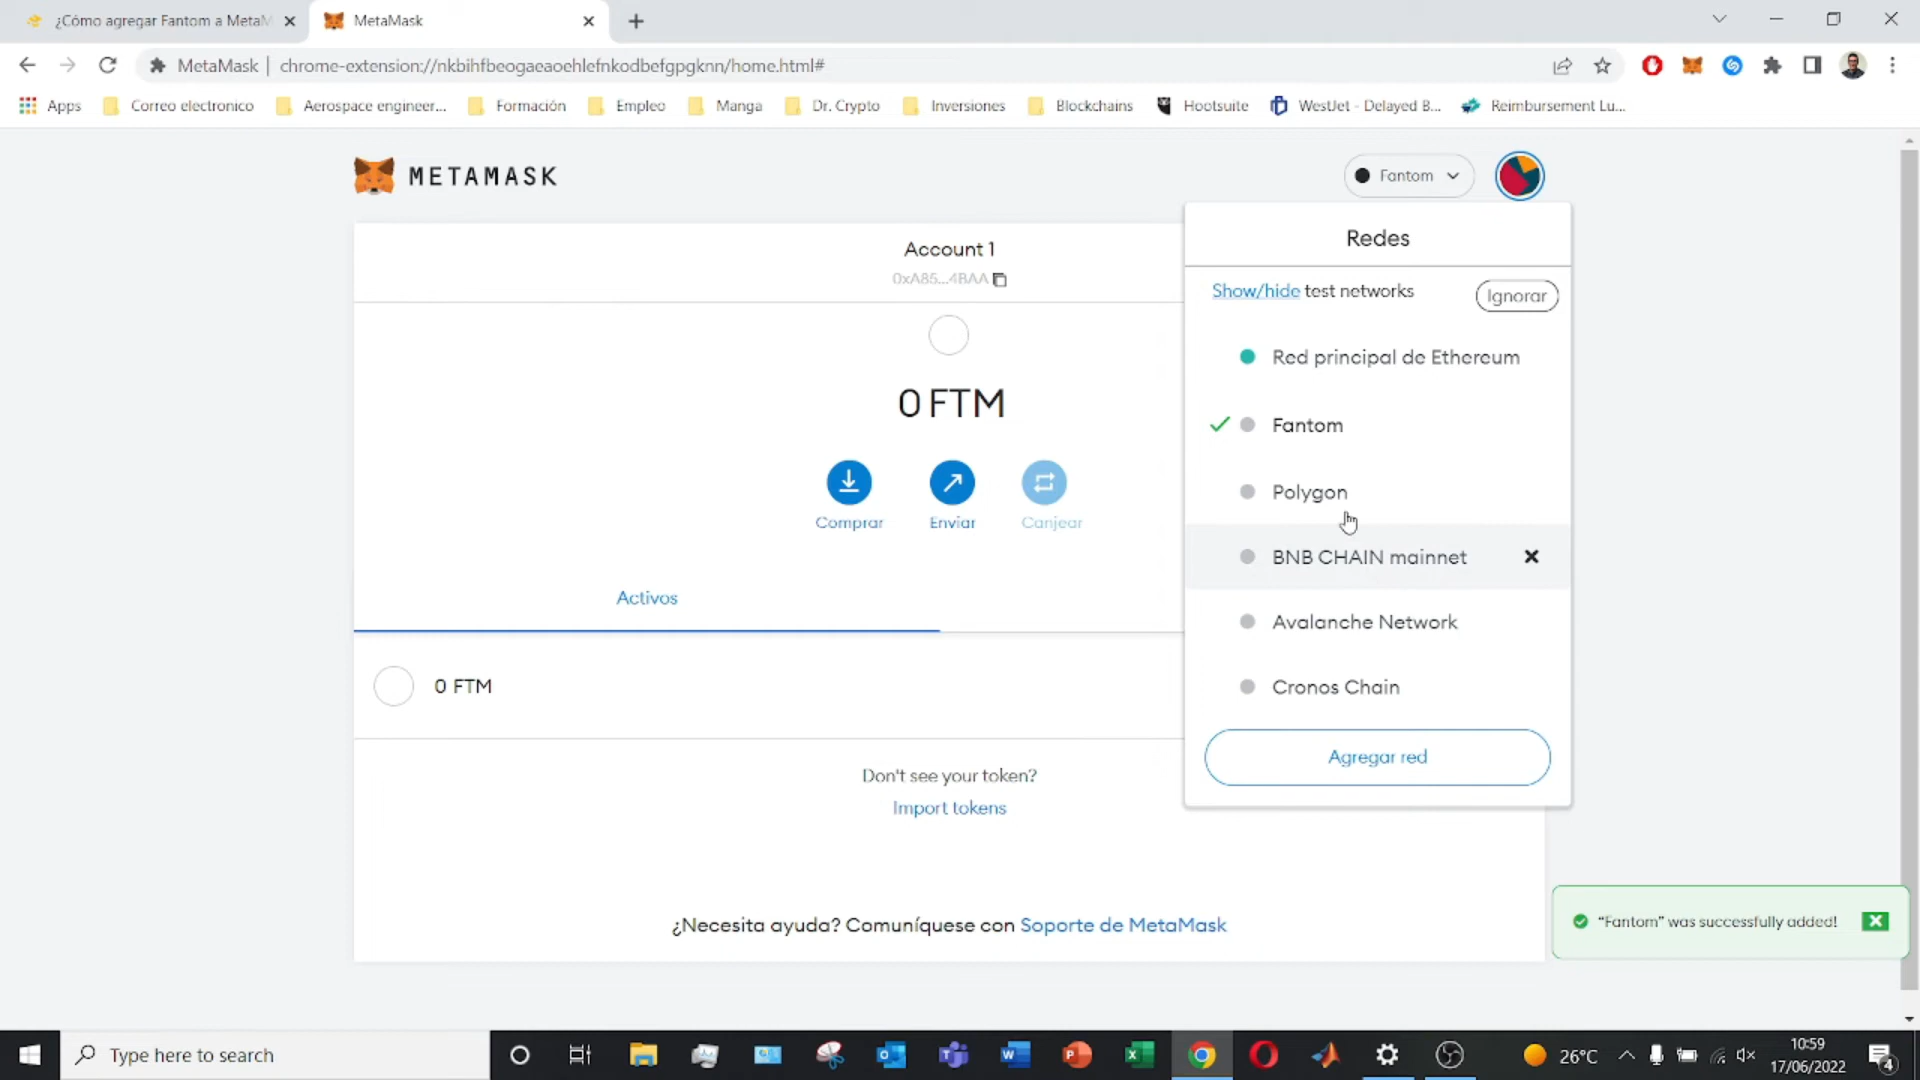 ¿Cómo agregar Fantom a MetaM
MetaMask
MetaMask | chrome-extension://nkbihfbeogaeaoehlefnkodbefgpgknn/home.html#
Apps
Correo electronico
Aerospace engineer...
Formación
Empleo
Manga
Dr. Crypto
Inversiones
Blockchains
Hootsuite
WestJet - Delayed B...
Reimbursement Lu...
METAMASK
Fantom
Account 1
0xA85...4BAA
0 FTM
Comprar
Enviar
Canjear
Activos
0 FTM
Don't see your token?
Import tokens
¿Necesita ayuda? Comuníquese con Soporte de MetaMask
Redes
Show/hide test networks
Ignorar
Red principal de Ethereum
Fantom
Polygon
BNB CHAIN mainnet
Avalanche Network
Cronos Chain
Agregar red
“Fantom” was successfully added!
Type here to search
26°C
10:59
17/06/2022
4